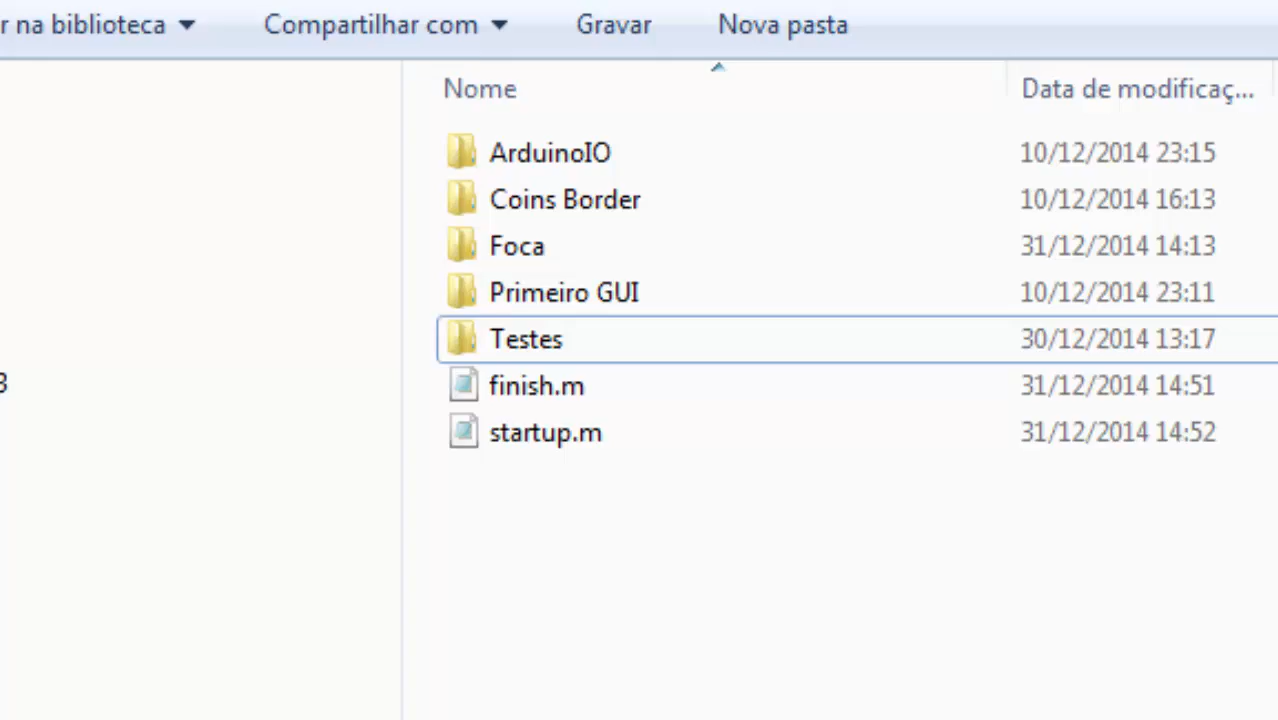 r na biblioteca Compartilhar com Gravar Nova pasta
Nome Data de modificaç...
ArduinoIO 10/12/2014 23:15
Coins Border 10/12/2014 16:13
Foca 31/12/2014 14:13
Primeiro GUI 10/12/2014 23:11
Testes 30/12/2014 13:17
3 finish.m 31/12/2014 14:51
startup.m 31/12/2014 14:52